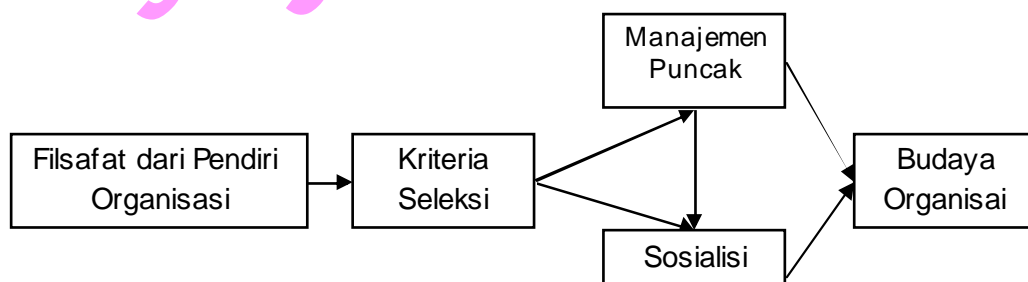 Manajemen
Puncak
Filsafat dari Pendiri
Organisasi
Kriteria
Seleksi
Budaya
Organisai
Sosialisi